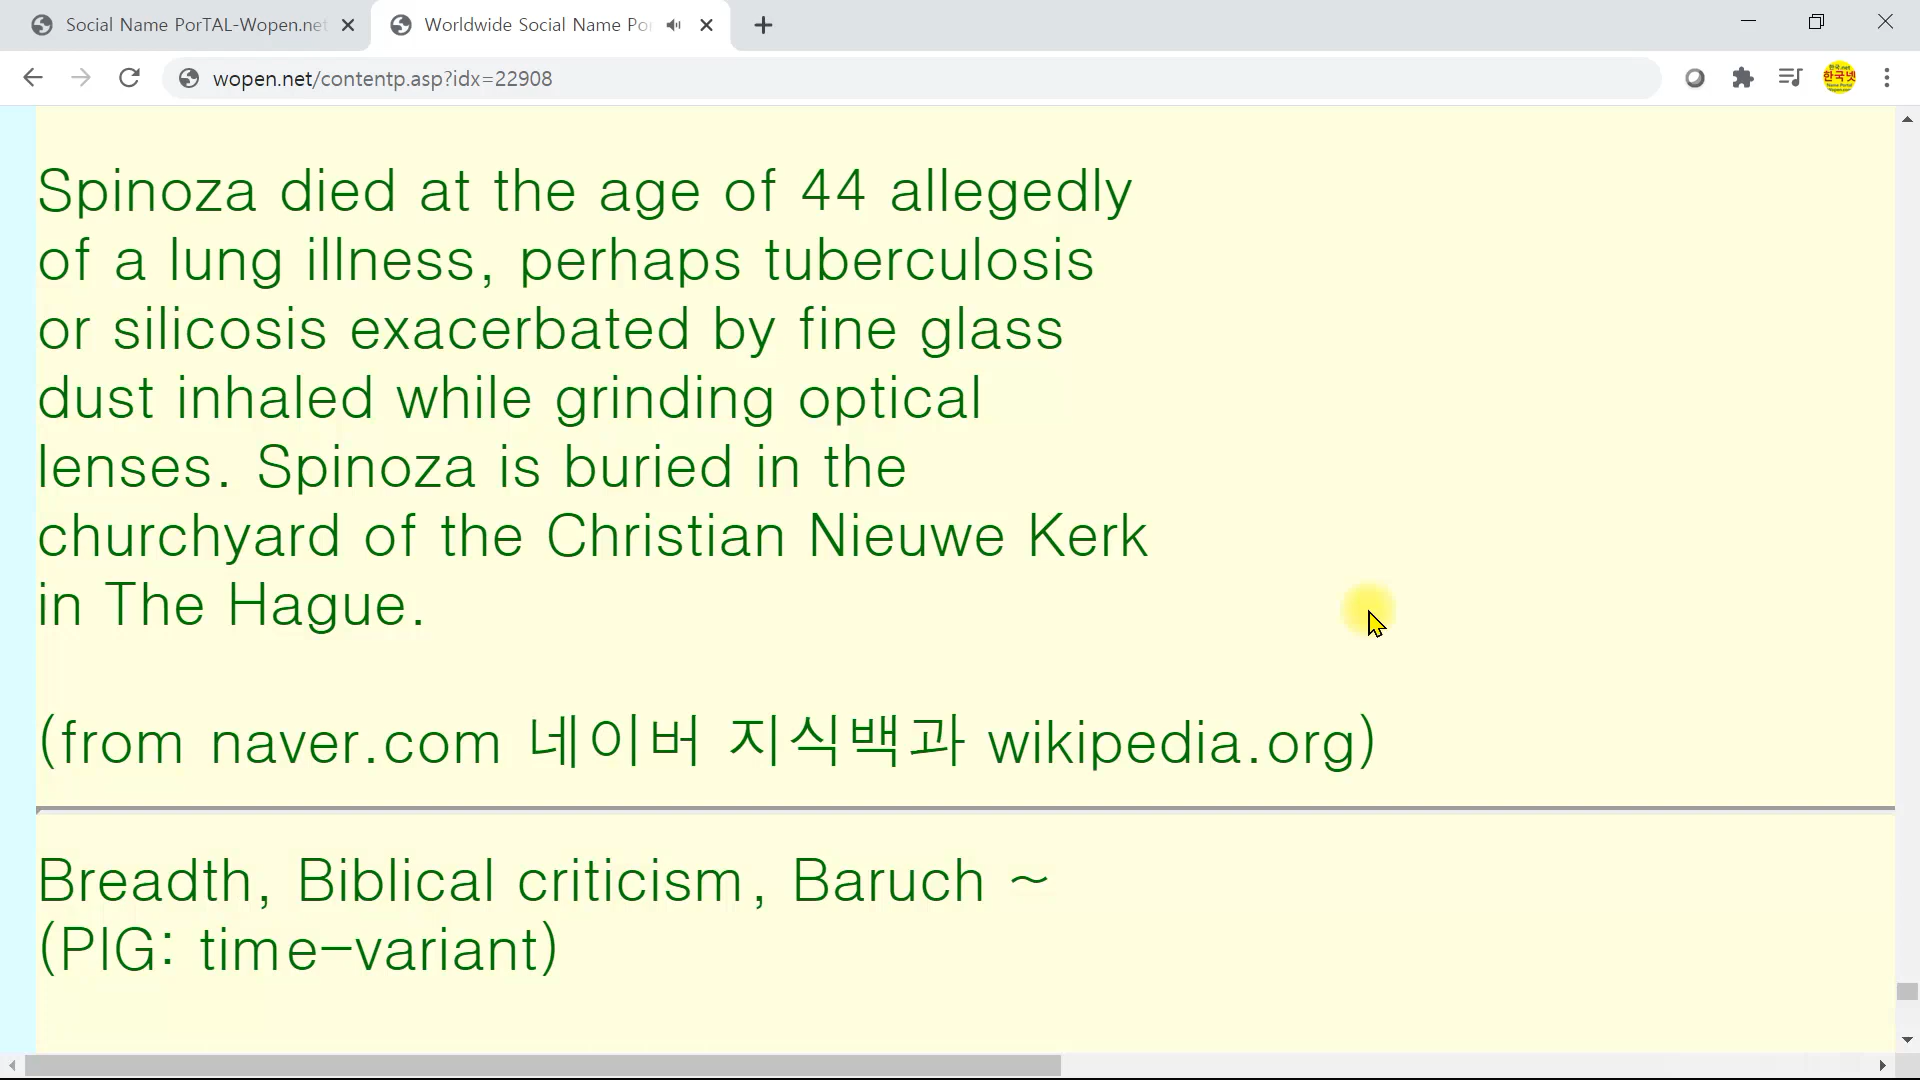 Social Name PorTAL-Wopen.net
Worldwide Social Name Po
wopen.net/contentp.asp?idx=22908
한국넷
Spinoza died at the age of 44 allegedly
of a lung illness, perhaps tuberculosis
or silicosis exacerbated by fine glass
dust inhaled while grinding optical
lenses. Spinoza is buried in the
churchyard of the Christian Nieuwe Kerk
in The Hague.
(from naver.com 네이버 지식백과 wikipedia.org)
Breadth, Biblical criticism, Baruch ~
(PIG: time-variant)